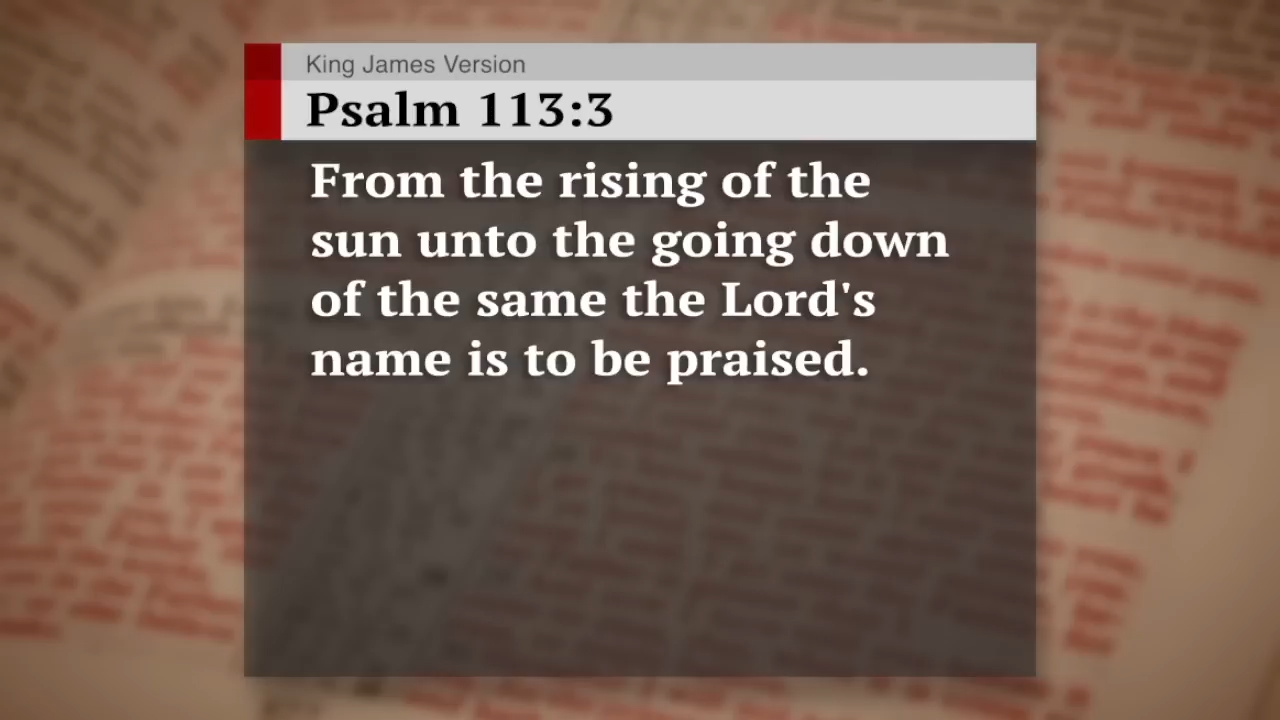 King James Version
Psalm 113:3
From the rising of the
sun unto the going down
of the same the Lord's
name is to be praised.